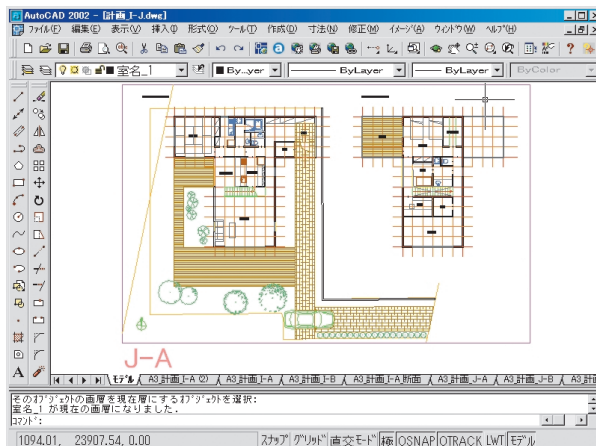 AutoCAD 2002 - [計画_I-J.dwg]
ファイル(F) 編集(E) 表示(V) 挿入(I) 形式(O) ツール(T) 作成(D) 寸法(N) 修正(M) イメージ(A) ウィンドウ(W) ヘルプ(H)
室名_1 By...yer ByLayer ByLayer ByColor
J-A
モデル A3_計画_I-A (2) A3_計画_I-A A3_計画_I-B A3_計画_I-A_断面 A3_計画_J-A A3_計画_J-B A3_計
そのオブジェクトの画層を現在層にするオブジェクトを選択:
室名_1 が現在の画層になりました.
コマンド:
1094.01, 23907.54, 0.00 スナップ グリッド 直交モード 極 OSNAP OTRACK LWT モデル